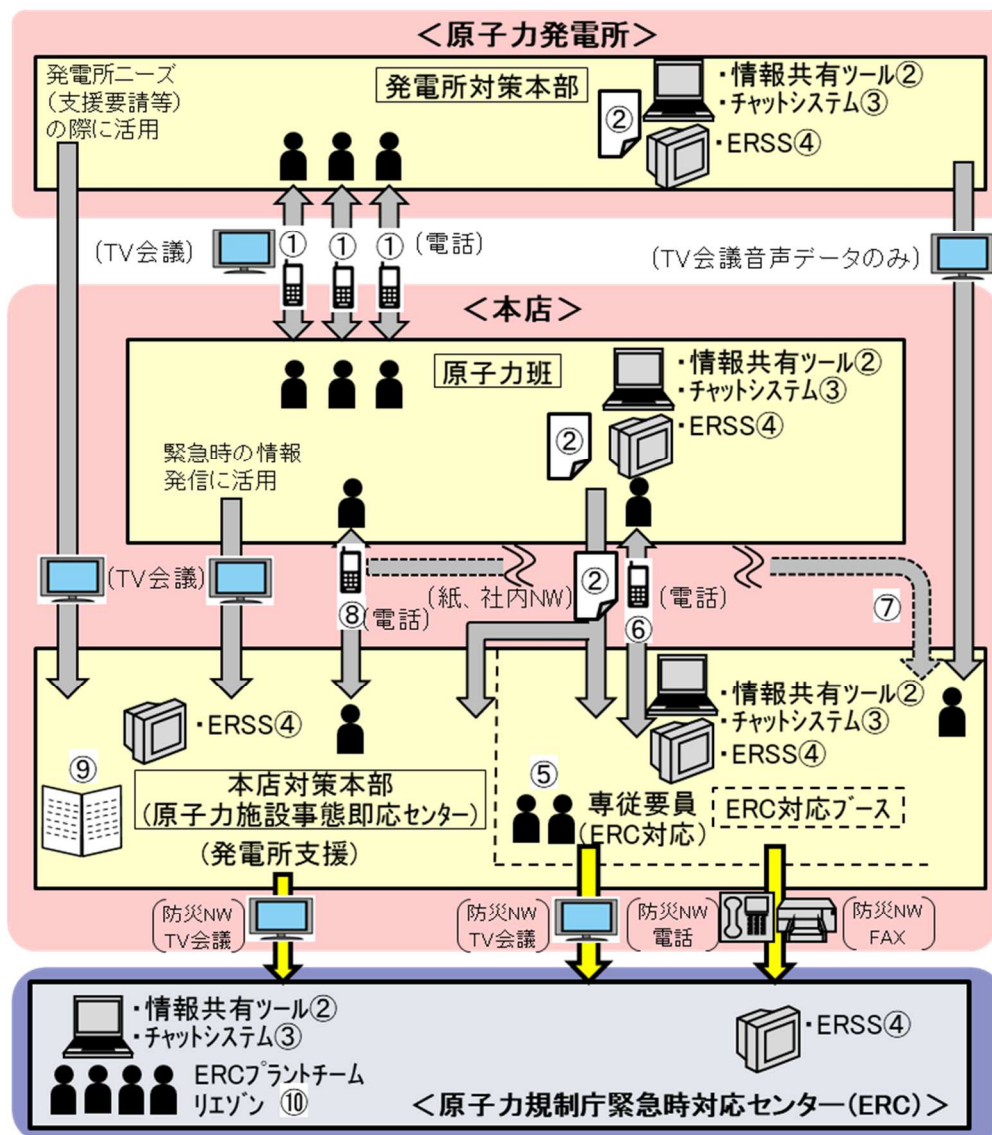 ＜原子力発電所＞
発電所ニーズ
（支援要請等）
の際に活用
発電所対策本部
・情報共有ツール②
・チャットシステム③
②
・ERSS④
(TV会議)
①
①
①
(電話)
(TV会議音声データのみ)
＜本店＞
原子力班
・情報共有ツール②
・チャットシステム③
②
・ERSS④
緊急時の情報
発信に活用
(TV会議)
⑧
(電話)
(紙、社内NW)
②
(電話)
⑥
⑦
・情報共有ツール②
・チャットシステム③
・ERSS④
・ERSS④
⑨
本店対策本部
(原子力施設事態即応センター)
(発電所支援)
⑤
専従要員
(ERC対応)
ERC対応ブース
防災NW
TV会議
防災NW
TV会議
防災NW
電話
防災NW
FAX
・情報共有ツール②
・チャットシステム③
・ERSS④
ERCプラントチーム
リエゾン ⑩
＜原子力規制庁緊急時対応センター(ERC)＞